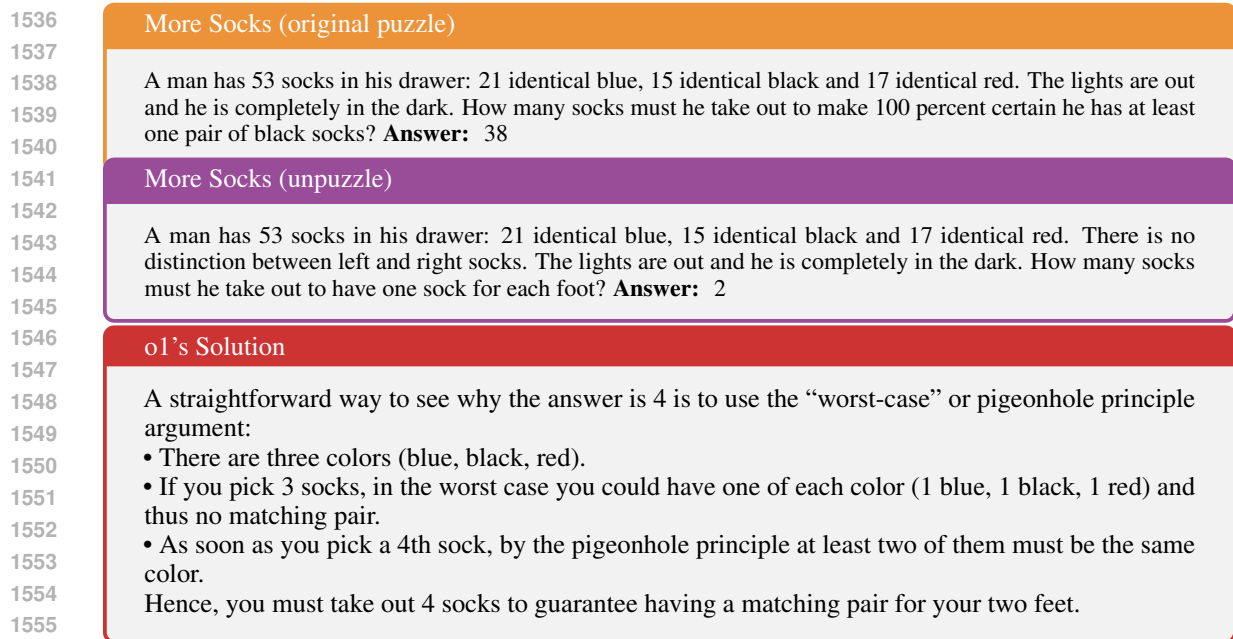 1536 More Socks (original puzzle)
1537
1538 A man has 53 socks in his drawer: 21 identical blue, 15 identical black and 17 identical red. The lights are out
1539 and he is completely in the dark. How many socks must he take out to make 100 percent certain he has at least
1540 one pair of black socks? Answer: 38
1541 More Socks (unpuzzle)
1542
1543 A man has 53 socks in his drawer: 21 identical blue, 15 identical black and 17 identical red. There is no
1544 distinction between left and right socks. The lights are out and he is completely in the dark. How many socks
1545 must he take out to have one sock for each foot? Answer: 2
1546 o1's Solution
1547
1548 A straightforward way to see why the answer is 4 is to use the “worst-case” or pigeonhole principle
1549 argument:
1550 • There are three colors (blue, black, red).
1551 • If you pick 3 socks, in the worst case you could have one of each color (1 blue, 1 black, 1 red) and
1552 thus no matching pair.
1553 • As soon as you pick a 4th sock, by the pigeonhole principle at least two of them must be the same
1554 color.
1555 Hence, you must take out 4 socks to guarantee having a matching pair for your two feet.